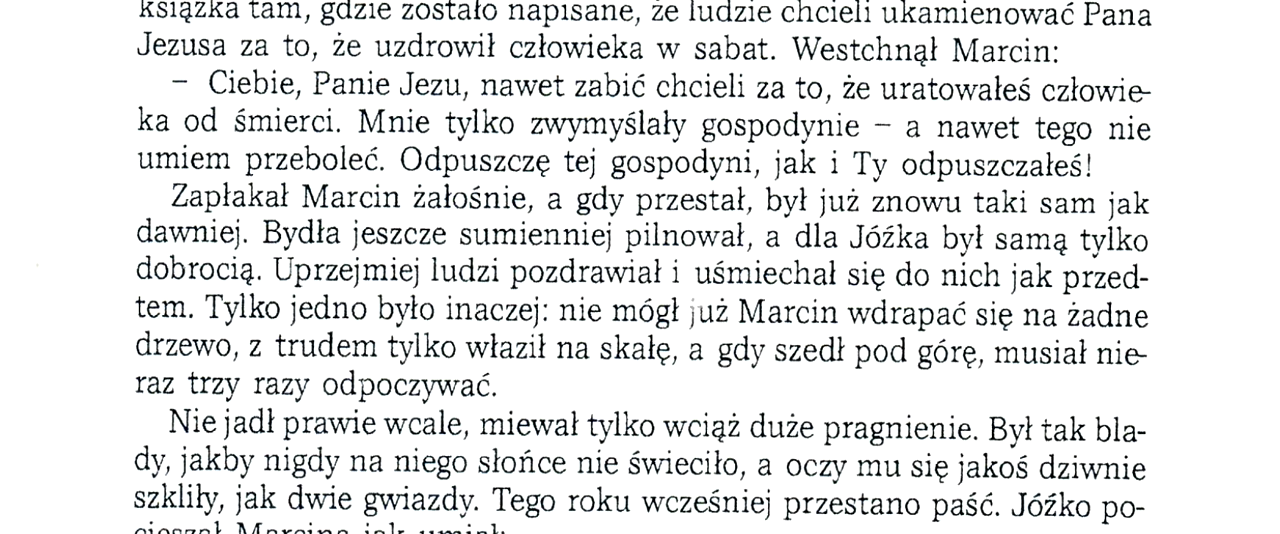 książka tam, gdzie zostało napisane, że ludzie chcieli ukamienować Pana
Jezusa za to, że uzdrowił człowieka w sabat. Westchnął Marcin:
– Ciebie, Panie Jezu, nawet zabić chcieli za to, że uratowałeś człowie-
ka od śmierci. Mnie tylko zwymyślały gospodynie – a nawet tego nie
umiem przeboleć. Odpuszczę tej gospodyni, jak i Ty odpuszczałeś!
Zapłakał Marcin żałośnie, a gdy przestał, był już znowu taki sam jak
dawniej. Bydła jeszcze sumienniej pilnował, a dla Jóźka był samą tylko
dobrocią. Uprzejmiej ludzi pozdrawiał i uśmiechał się do nich jak przed-
tem. Tylko jedno było inaczej: nie mógł już Marcin wdrapać się na żadne
drzewo, z trudem tylko właził na skałę, a gdy szedł pod górę, musiał nie-
raz trzy razy odpoczywać.
Nie jadł prawie wcale, miewał tylko wciąż duże pragnienie. Był tak bla-
dy, jakby nigdy na niego słońce nie świeciło, a oczy mu się jakoś dziwnie
szkliły, jak dwie gwiazdy. Tego roku wcześniej przestano paść. Jóźko po-
cieszał Marcina jak umiał: